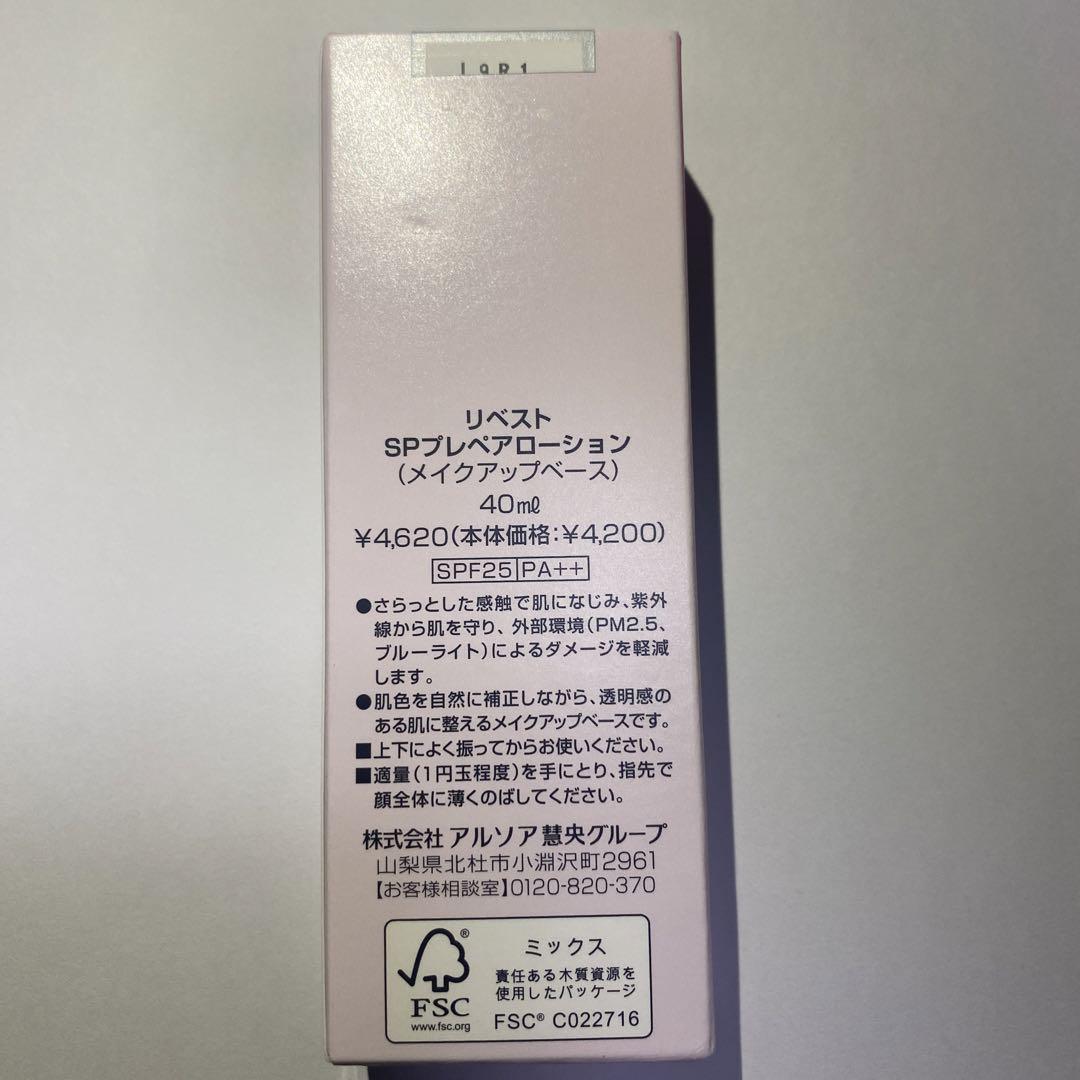 リベスト
SPプレペアローション
(メイクアップベース)
40mℓ
¥4,620(本体価格:¥4,200)
SPF25 PA++
●さらっとした感触で肌になじみ、紫外
線から肌を守り、外部環境(PM2.5、
ブルーライト)によるダメージを軽減
します。
●肌色を自然に補正しながら、透明感の
ある肌に整えるメイクアップベースです。
■上下によく振ってからお使いください。
■適量(1円玉程度)を手にとり、指先で
顔全体に薄くのばしてください。
株式会社 アルソア慧央グループ
山梨県北杜市小淵沢町2961
【お客様相談室】0120-820-370
ミックス
責任ある木質資源を
使用したパッケージ
FSC® C022716
®
FSC
www.fsc.org